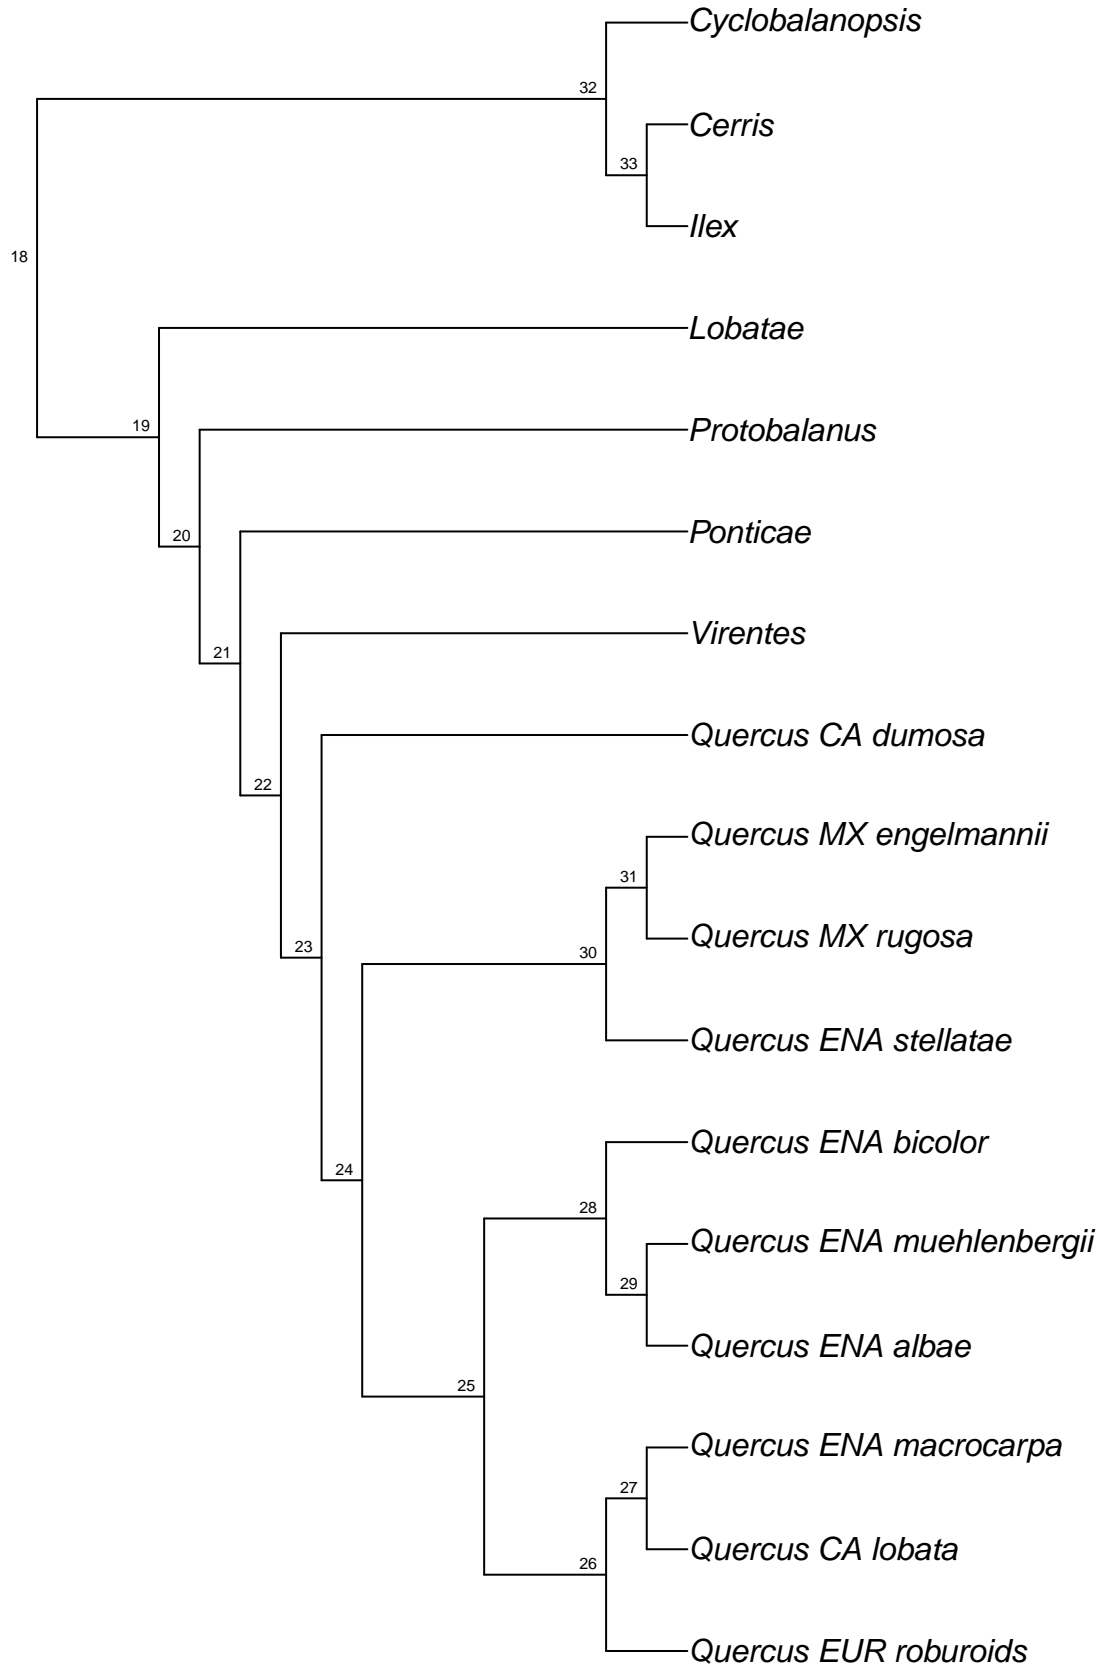 Cyclobalanopsis
32
Cerris
33
Ilex
18
Lobatae
19
Protobalanus
20
Ponticae
21
Virentes
22
Quercus CA dumosa
Quercus MX engelmannii
31
Quercus MX rugosa
23
30
Quercus ENA stellatae
Quercus ENA bicolor
24
28
Quercus ENA muehlenbergii
29
Quercus ENA albae
25
Quercus ENA macrocarpa
27
Quercus CA lobata
26
Quercus EUR roburoids